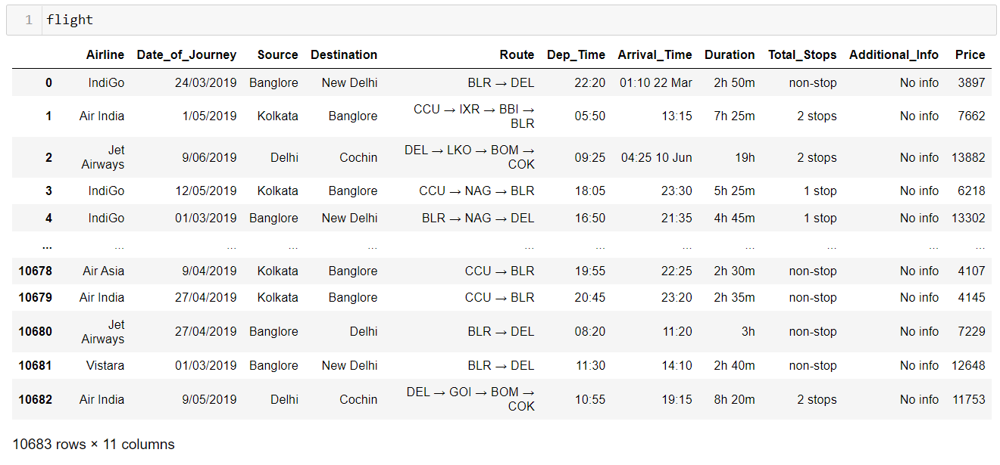 1 flight
Airline Date_of_Journey Source Destination Route Dep_Time Arrival_Time Duration Total_Stops Additional_Info Price
0 IndiGo 24/03/2019 Banglore New Delhi BLR → DEL 22:20 01:10 22 Mar 2h 50m non-stop No info 3897
1 Air India 1/05/2019 Kolkata Banglore CCU → IXR → BBI → BLR 05:50 13:15 7h 25m 2 stops No info 7662
2 Jet Airways 9/06/2019 Delhi Cochin DEL → LKO → BOM → COK 09:25 04:25 10 Jun 19h 2 stops No info 13882
3 IndiGo 12/05/2019 Kolkata Banglore CCU → NAG → BLR 18:05 23:30 5h 25m 1 stop No info 6218
4 IndiGo 01/03/2019 Banglore New Delhi BLR → NAG → DEL 16:50 21:35 4h 45m 1 stop No info 13302
... ... ... ... ... ... ... ... ... ... ... ...
10678 Air Asia 9/04/2019 Kolkata Banglore CCU → BLR 19:55 22:25 2h 30m non-stop No info 4107
10679 Air India 27/04/2019 Kolkata Banglore CCU → BLR 20:45 23:20 2h 35m non-stop No info 4145
10680 Jet Airways 27/04/2019 Banglore Delhi BLR → DEL 08:20 11:20 3h non-stop No info 7229
10681 Vistara 01/03/2019 Banglore New Delhi BLR → DEL 11:30 14:10 2h 40m non-stop No info 12648
10682 Air India 9/05/2019 Delhi Cochin DEL → GOI → BOM → COK 10:55 19:15 8h 20m 2 stops No info 11753
10683 rows × 11 columns